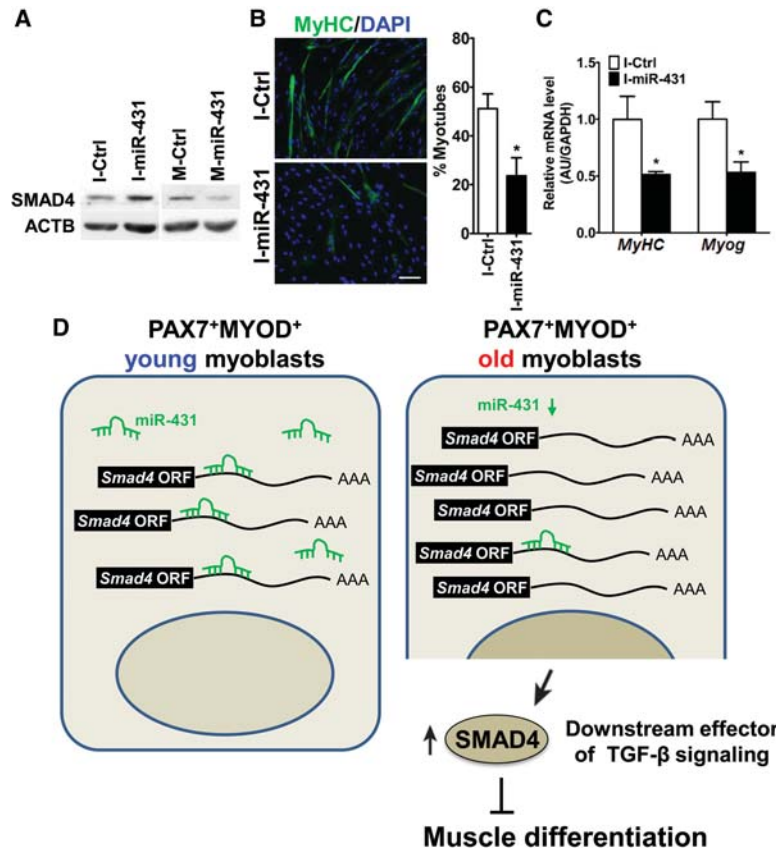 A
I-Ctrl
I-miR-431
M-Ctrl
M-miR-431
SMAD4
ACTB
B
MyHC/DAPI
I-Ctrl
I-miR-431
80
60
40
20
0
% Myotubes
*
I-Ctrl
I-miR-431
C
I-Ctrl
I-miR-431
1.5
1.0
0.5
0.0
Relative mRNA level
(AU/GAPDH)
*
*
MyHC
Myog
D
PAX7+MYOD+
young myoblasts
miR-431
Smad4 ORF
AAA
Smad4 ORF
AAA
Smad4 ORF
AAA
PAX7+MYOD+
old myoblasts
miR-431
Smad4 ORF
AAA
Smad4 ORF
AAA
Smad4 ORF
AAA
Smad4 ORF
AAA
Smad4 ORF
AAA
SMAD4
Downstream effector
of TGF-β signaling
Muscle differentiation